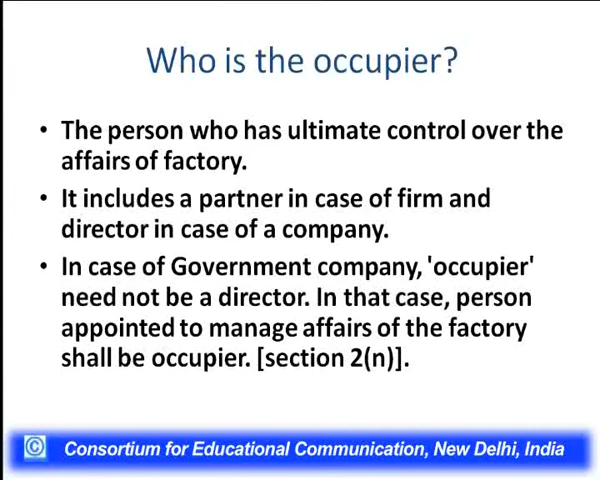 Who is the occupier?
• The person who has ultimate control over the
affairs of factory.
• It includes a partner in case of firm and
director in case of a company.
• In case of Government company, 'occupier'
need not be a director. In that case, person
appointed to manage affairs of the factory
shall be occupier. [section 2(n)].
© Consortium for Educational Communication, New Delhi, India